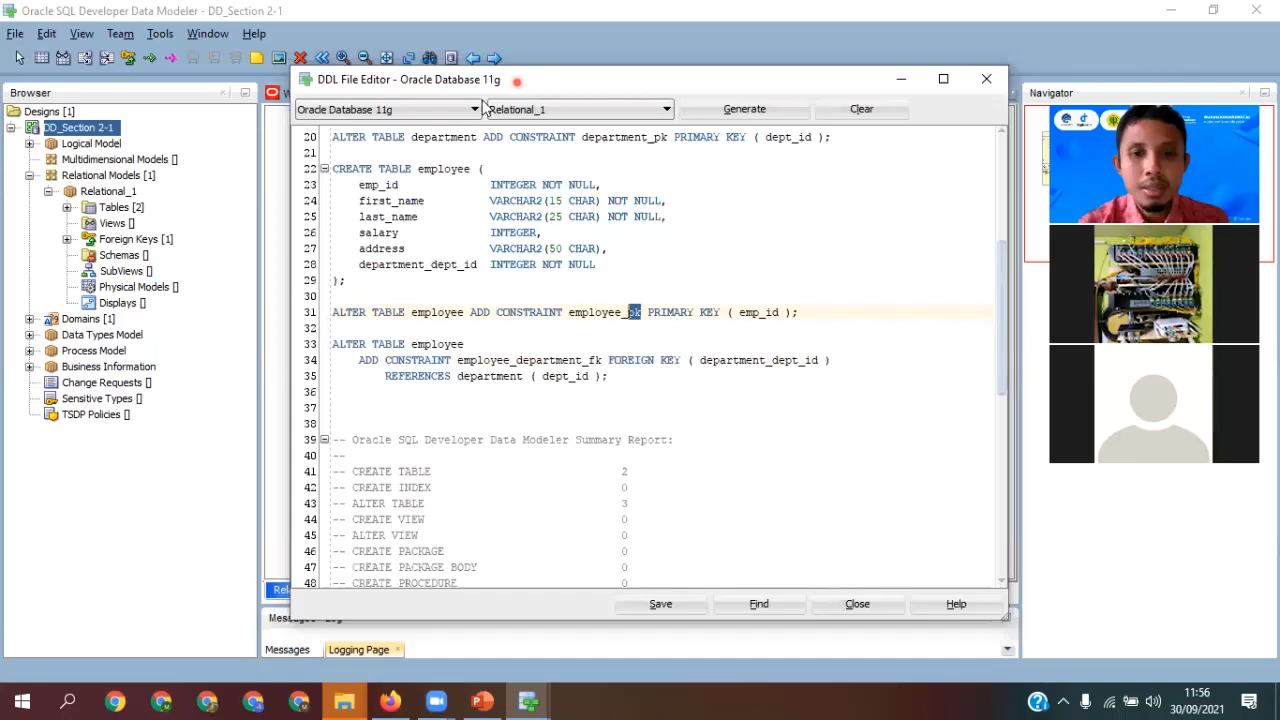 Oracle SQL Developer Data Modeler - DD_Section 2-1
File Edit View Team Tools Window Help
Browser
Designs [1]
DD_Section 2-1
Logical Model
Multidimensional Models []
Relational Models [1]
Relational_1
Tables [2]
Views []
Foreign Keys [1]
Schemas []
SubViews []
Physical Models []
Displays []
Domains [1]
Data Types Model
Process Model
Business Information
Change Requests []
Sensitive Types []
TSDP Policies []
DDL File Editor - Oracle Database 11g
Oracle Database 11g Relational_1 Generate Clear
20 ALTER TABLE department ADD CONSTRAINT department_pk PRIMARY KEY ( dept_id );
21
22 CREATE TABLE employee (
23 emp_id INTEGER NOT NULL,
24 first_name VARCHAR2(15 CHAR) NOT NULL,
25 last_name VARCHAR2(25 CHAR) NOT NULL,
26 salary INTEGER,
27 address VARCHAR2(50 CHAR),
28 department_dept_id INTEGER NOT NULL
29 );
30
31 ALTER TABLE employee ADD CONSTRAINT employee_pk PRIMARY KEY ( emp_id );
32
33 ALTER TABLE employee
34 ADD CONSTRAINT employee_department_fk FOREIGN KEY ( department_dept_id )
35 REFERENCES department ( dept_id );
36
37
38
39 -- Oracle SQL Developer Data Modeler Summary Report:
40 --
41 -- CREATE TABLE 2
42 -- CREATE INDEX 0
43 -- ALTER TABLE 3
44 -- CREATE VIEW 0
45 -- ALTER VIEW 0
46 -- CREATE PACKAGE 0
47 -- CREATE PACKAGE BODY 0
48 -- CREATE PROCEDURE 0
Save Find Close Help
Messages Logging Page
Navigator
11:56
30/09/2021